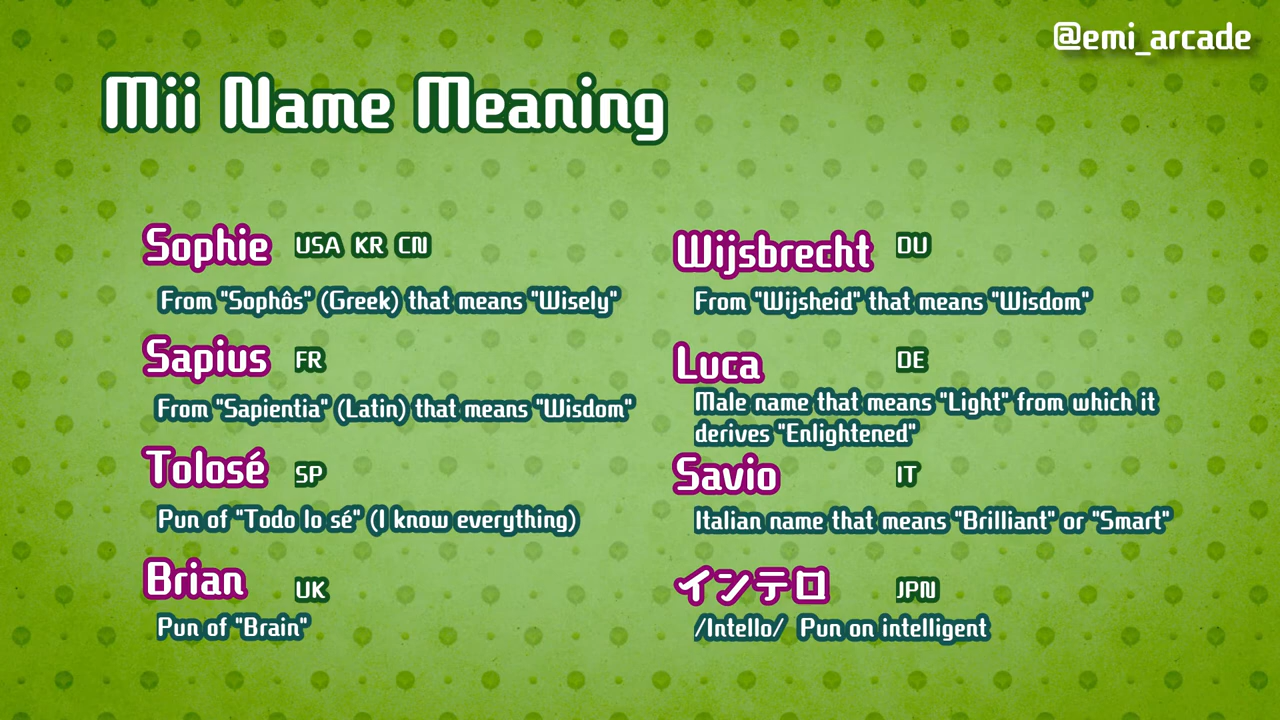 @emi_arcade
Mii Name Meaning
Sophie USA KR CN
From "Sophôs" (Greek) that means "Wisely"
Sapius FR
From "Sapientia" (Latin) that means "Wisdom"
Tolosé SP
Pun of "Todo lo sé" (I know everything)
Brian UK
Pun of "Brain"
Wijsbrecht DU
From "Wijsheid" that means "Wisdom"
Luca DE
Male name that means "Light" from which it
derives "Enlightened"
Savio IT
Italian name that means "Brilliant" or "Smart"
インテロ JPN
/Intello/ Pun on intelligent